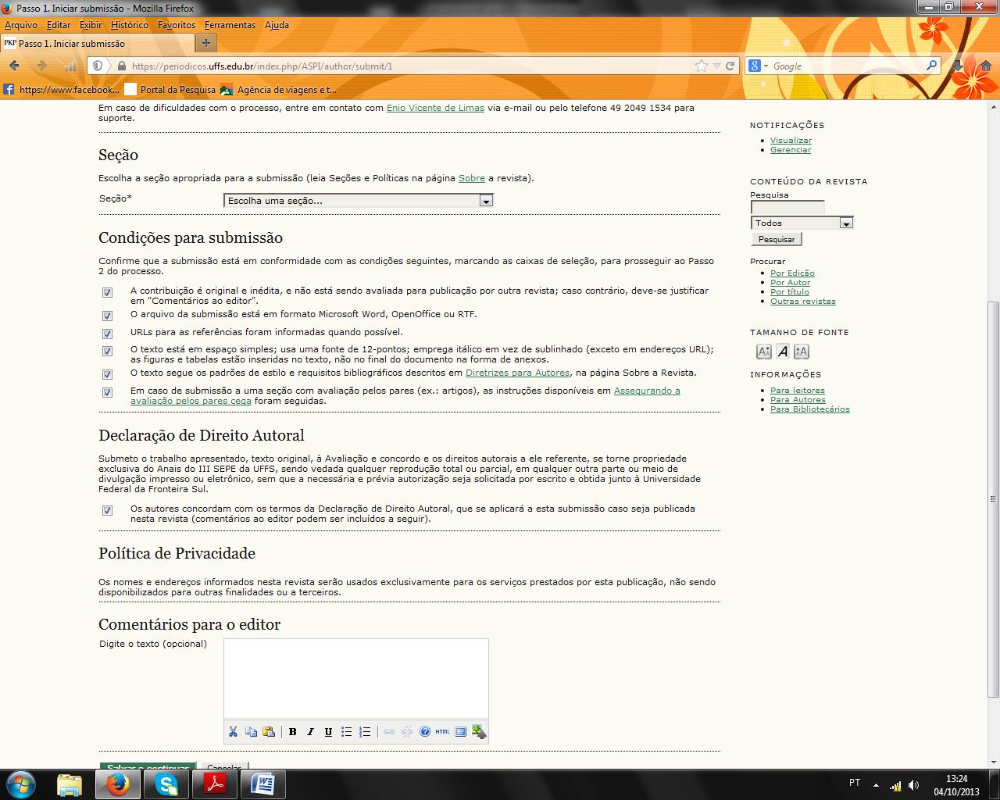 Passo 1. Iniciar submissão - Mozilla Firefox
Arquivo Editar Exibir Histórico Favoritos Ferramentas Ajuda
PKP Passo 1. Iniciar submissão
https://periodicos.uffs.edu.br/index.php/ASPI/author/submit/1
Google
https://www.facebook... Portal da Pesquisa Agência de viagens e t...
Em caso de dificuldades com o processo, entre em contato com Enio Vicente de Limas via e-mail ou pelo telefone 49 2049 1534 para
suporte.
Seção
Escolha a seção apropriada para a submissão (leia Seções e Políticas na página Sobre a revista).
Seção* Escolha uma seção...
Condições para submissão
Confirme que a submissão está em conformidade com as condições seguintes, marcando as caixas de seleção, para prosseguir ao Passo
2 do processo.
A contribuição é original e inédita, e não está sendo avaliada para publicação por outra revista; caso contrário, deve-se justificar
em "Comentários ao editor".
O arquivo da submissão está em formato Microsoft Word, OpenOffice ou RTF.
URLs para as referências foram informadas quando possível.
O texto está em espaço simples; usa uma fonte de 12-pontos; emprega itálico em vez de sublinhado (exceto em endereços URL);
as figuras e tabelas estão inseridas no texto, não no final do documento na forma de anexos.
O texto segue os padrões de estilo e requisitos bibliográficos descritos em Diretrizes para Autores, na página Sobre a Revista.
Em caso de submissão a uma seção com avaliação pelos pares (ex.: artigos), as instruções disponíveis em Assegurando a
avaliação pelos pares cega foram seguidas.
Declaração de Direito Autoral
Submeto o trabalho apresentado, texto original, à Avaliação e concordo e os direitos autorais a ele referente, se torne propriedade
exclusiva do Anais do III SEPE da UFFS, sendo vedada qualquer reprodução total ou parcial, em qualquer outra parte ou meio de
divulgação impresso ou eletrônico, sem que a necessária e prévia autorização seja solicitada por escrito e obtida junto à Universidade
Federal da Fronteira Sul.
Os autores concordam com os termos da Declaração de Direito Autoral, que se aplicará a esta submissão caso seja publicada
nesta revista (comentários ao editor podem ser incluídos a seguir).
Política de Privacidade
Os nomes e endereços informados nesta revista serão usados exclusivamente para os serviços prestados por esta publicação, não sendo
disponibilizados para outras finalidades ou a terceiros.
Comentários para o editor
Digite o texto (opcional)
B I U HTML
Salvar e continuar Cancelar
NOTIFICAÇÕES
Visualizar
Gerenciar
CONTEÚDO DA REVISTA
Pesquisa
Todos
Pesquisar
Procurar
Por Edição
Por Autor
Por título
Outras revistas
TAMANHO DE FONTE
INFORMAÇÕES
Para leitores
Para Autores
Para Bibliotecários
PT
13:24
04/10/2013